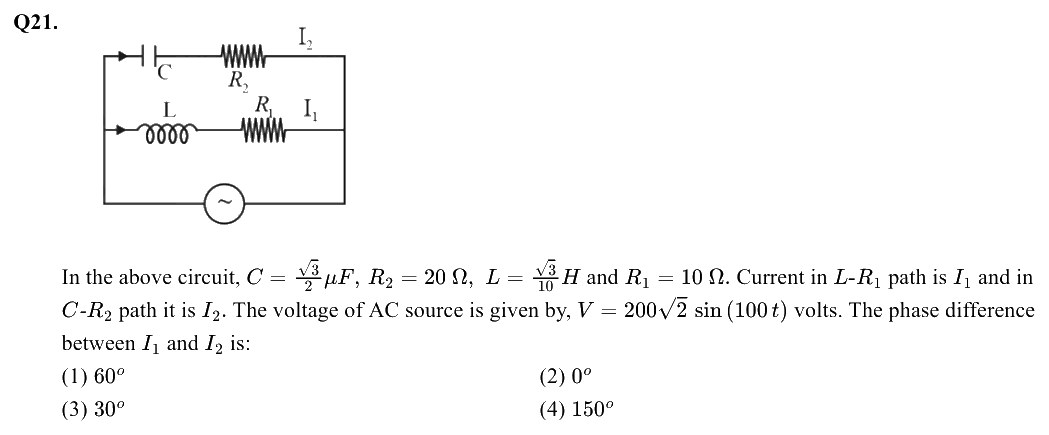 Q21.
I₂
C
R₂
L
R₁
I₁
~
In the above circuit, C = √3/2 μF, R₂ = 20 Ω, L = √3/10 H and R₁ = 10 Ω. Current in L-R₁ path is I₁ and in
C-R₂ path it is I₂. The voltage of AC source is given by, V = 200√2 sin (100 t) volts. The phase difference
between I₁ and I₂ is:
(1) 60° (2) 0°
(3) 30° (4) 150°